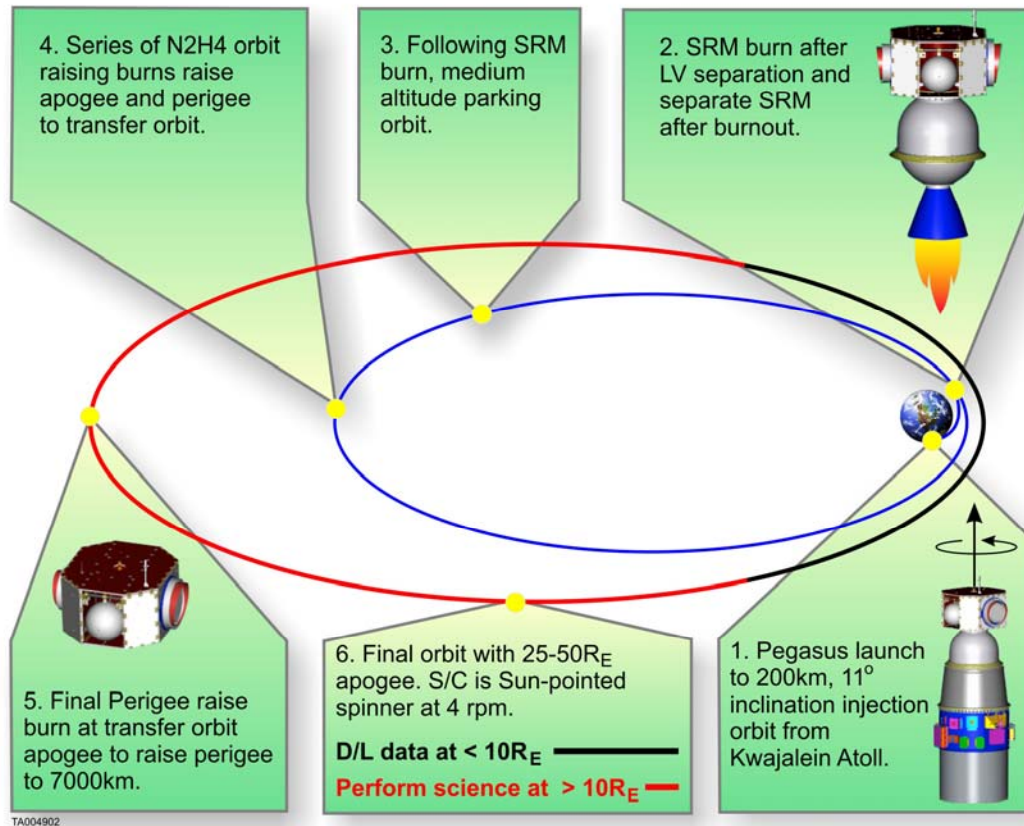 4. Series of N2H4 orbit
raising burns raise
apogee and perigee
to transfer orbit.
3. Following SRM
burn, medium
altitude parking
orbit.
2. SRM burn after
LV separation and
separate SRM
after burnout.
5. Final Perigee raise
burn at transfer orbit
apogee to raise perigee
to 7000km.
6. Final orbit with 25-50RE
apogee. S/C is Sun-pointed
spinner at 4 rpm.
D/L data at < 10RE
Perform science at > 10RE
1. Pegasus launch
to 200km, 11o
inclination injection
orbit from
Kwajalein Atoll.
TA004902